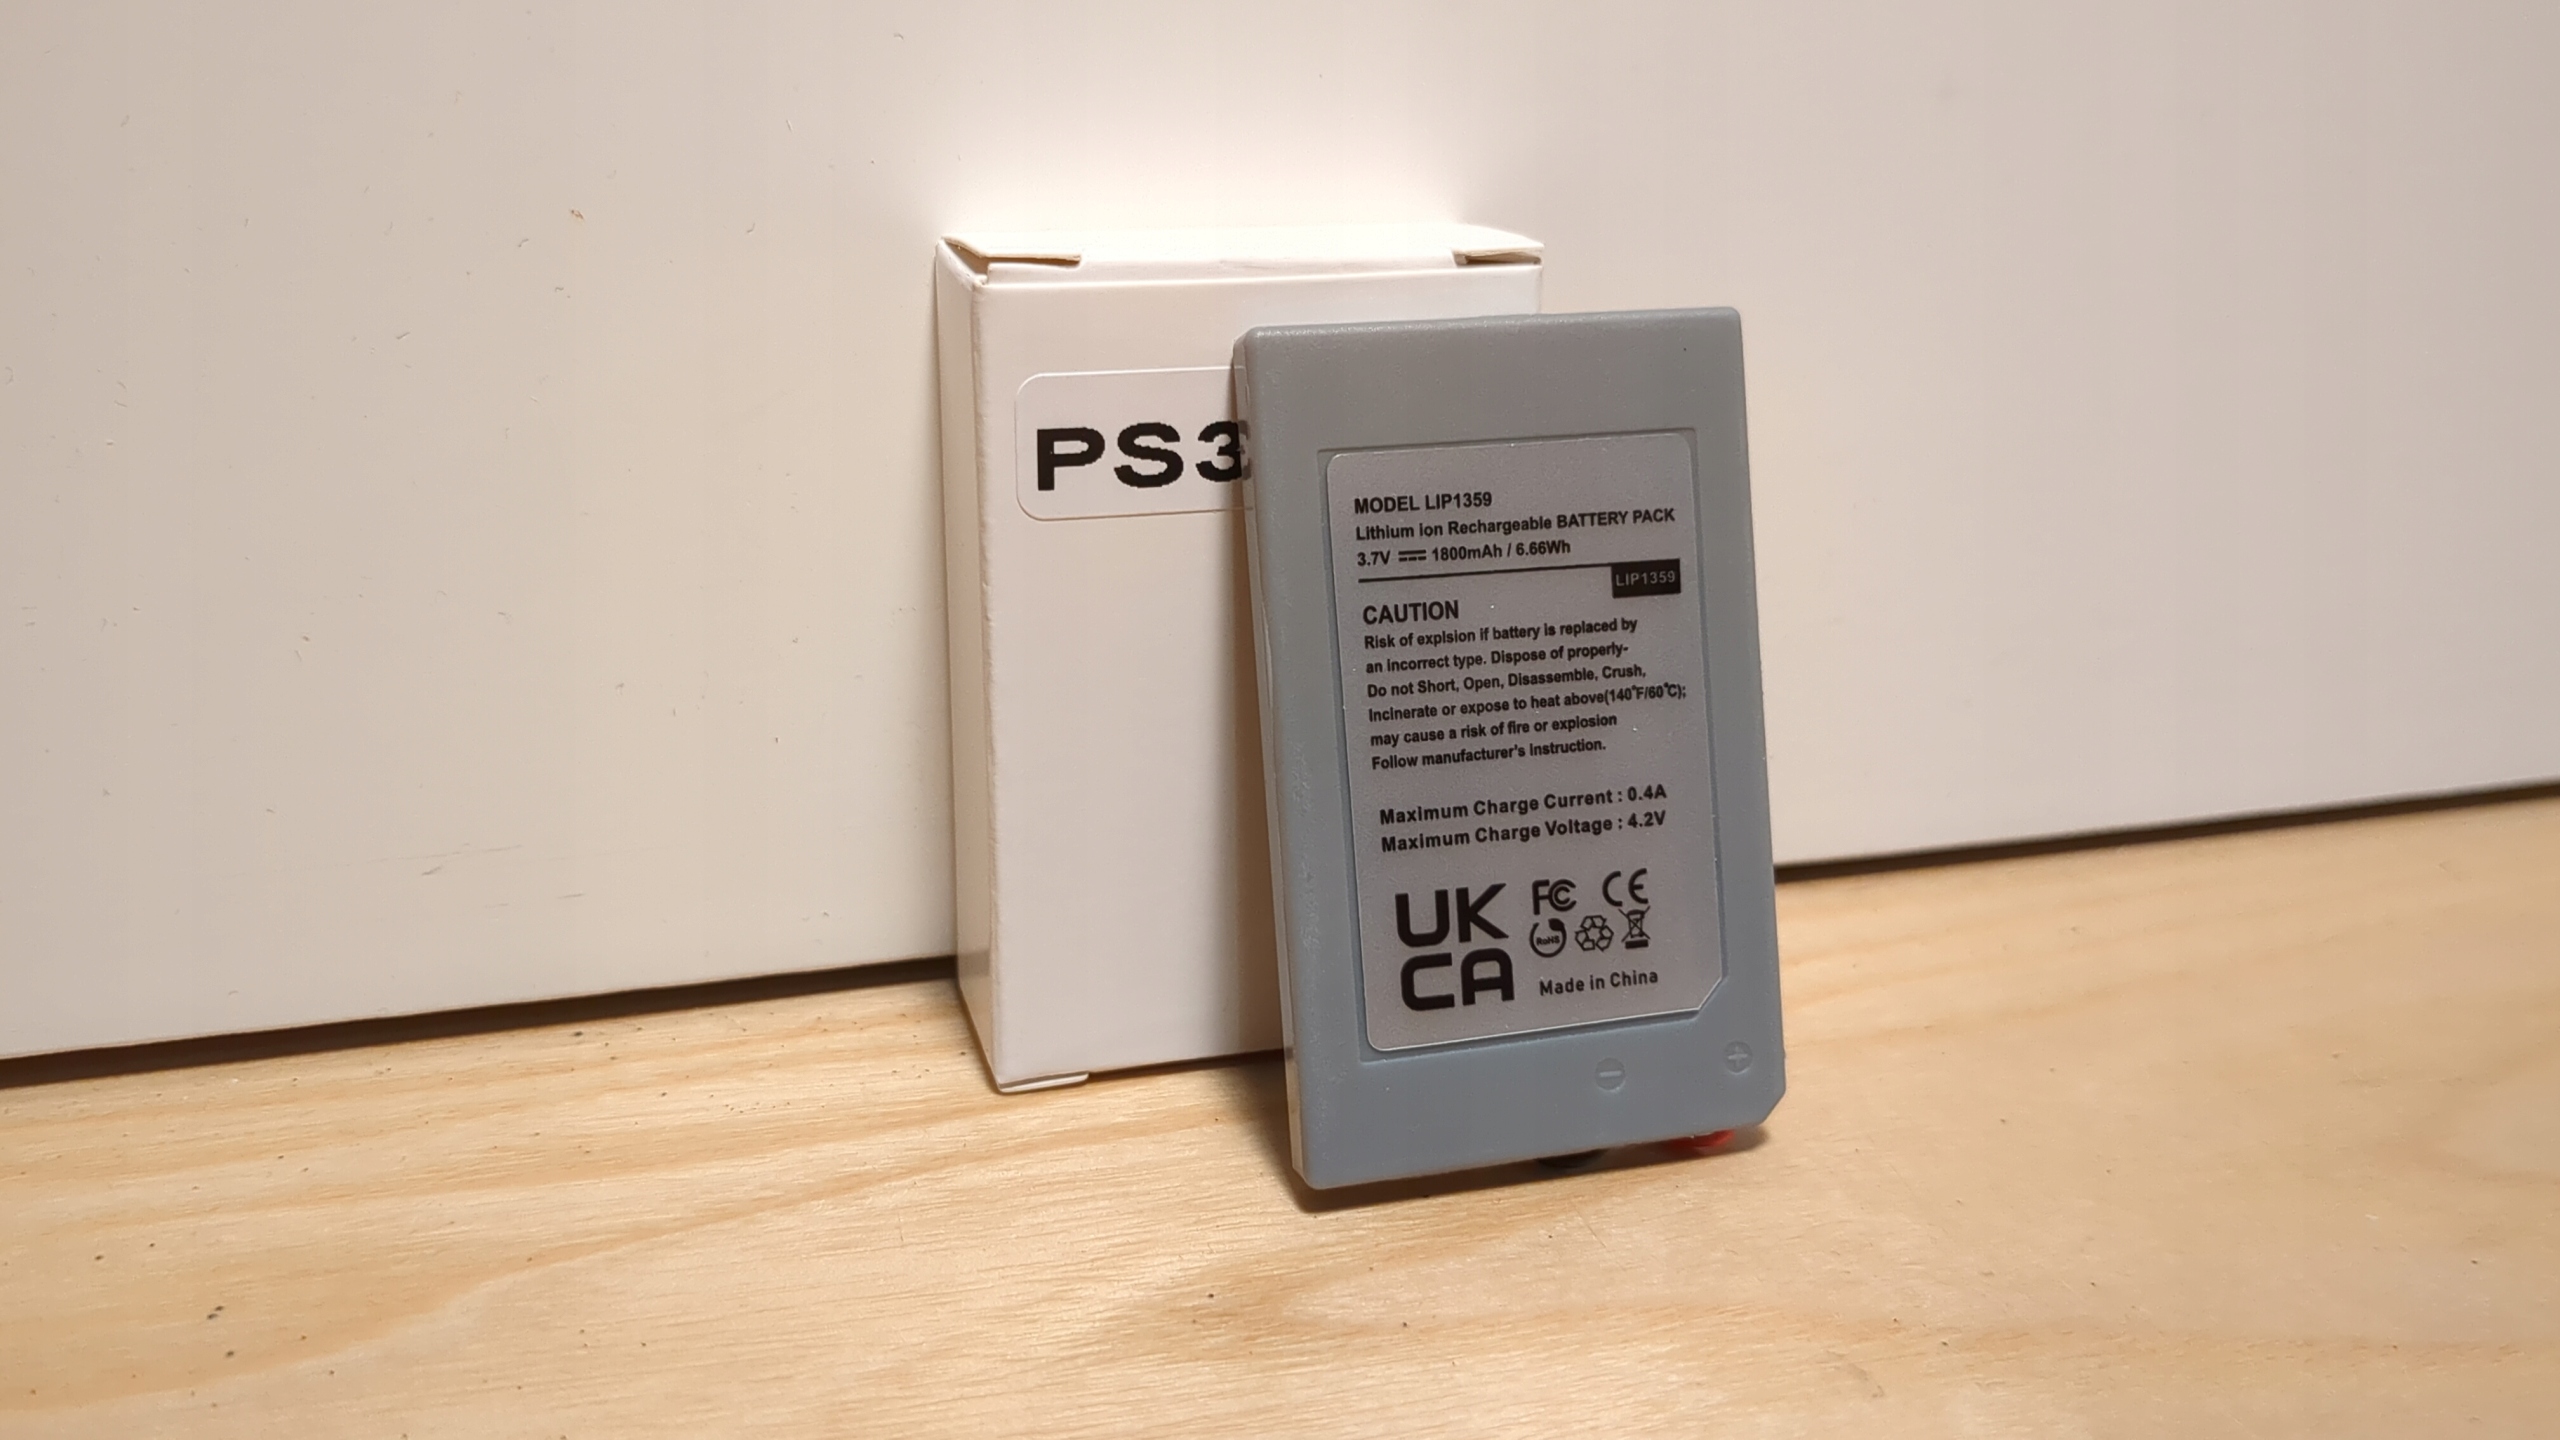 PS3
MODEL LIP1359
Lithium ion Rechargeable BATTERY PACK
3.7V ⎓ 1800mAh / 6.66Wh
LIP1359
CAUTION
Risk of explsion if battery is replaced by
an incorrect type. Dispose of properly-
Do not Short, Open, Disassemble, Crush,
Incinerate or expose to heat above(140°F/60°C);
may cause a risk of fire or explosion
Follow manufacturer's instruction.
Maximum Charge Current : 0.4A
Maximum Charge Voltage : 4.2V
UK
CA
FC CE
RoHS
Made in China
- +